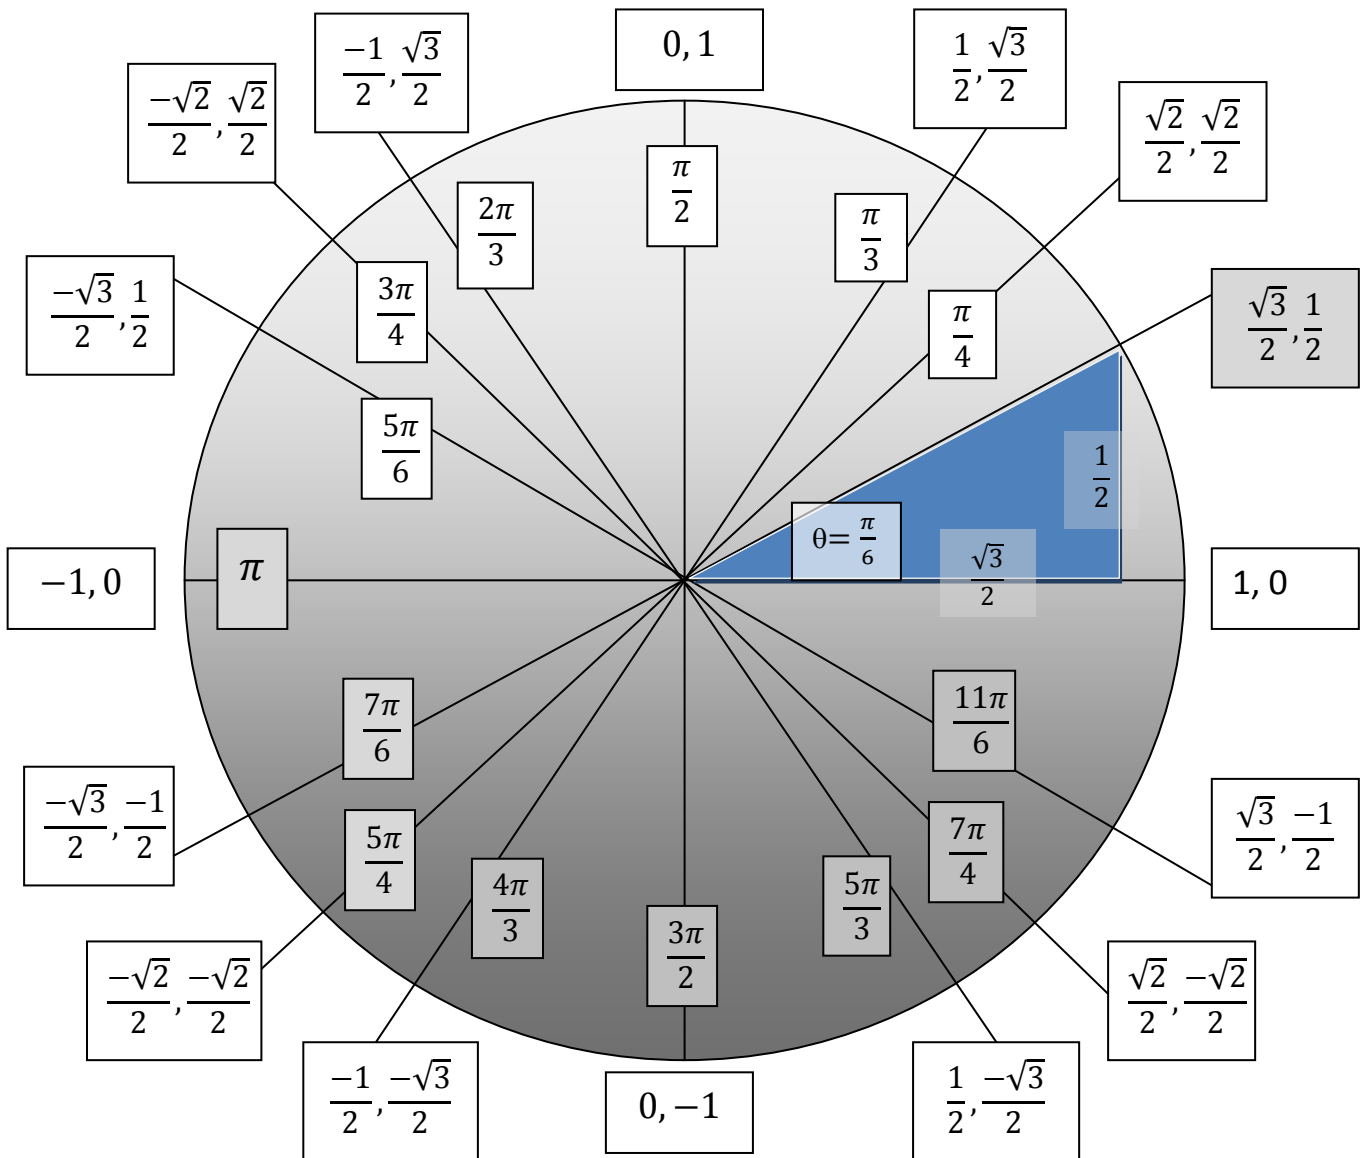 0, 1
−1/2, √3/2
1/2, √3/2
−√2/2, √2/2
√2/2, √2/2
π/2
2π/3
π/3
−√3/2, 1/2
3π/4
π/4
√3/2, 1/2
5π/6
1/2
θ= π/6
−1, 0
π
√3/2
1, 0
7π/6
11π/6
−√3/2, −1/2
√3/2, −1/2
5π/4
7π/4
4π/3
5π/3
3π/2
−√2/2, −√2/2
√2/2, −√2/2
−1/2, −√3/2
0, −1
1/2, −√3/2